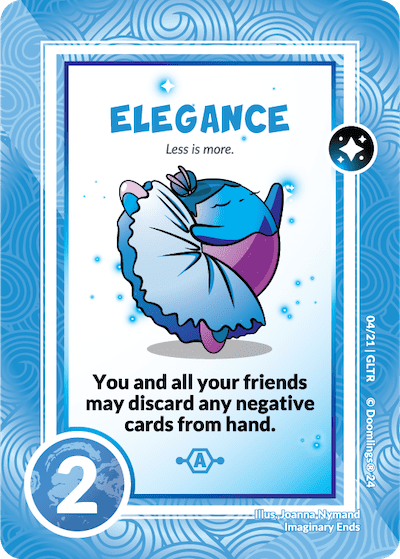 ELEGANCE
Less is more.
You and all your friends
may discard any negative
cards from hand.
A
2
04/21 | GLTR © Doomlings® 24
Illus. Joanna Nymand
Imaginary Ends